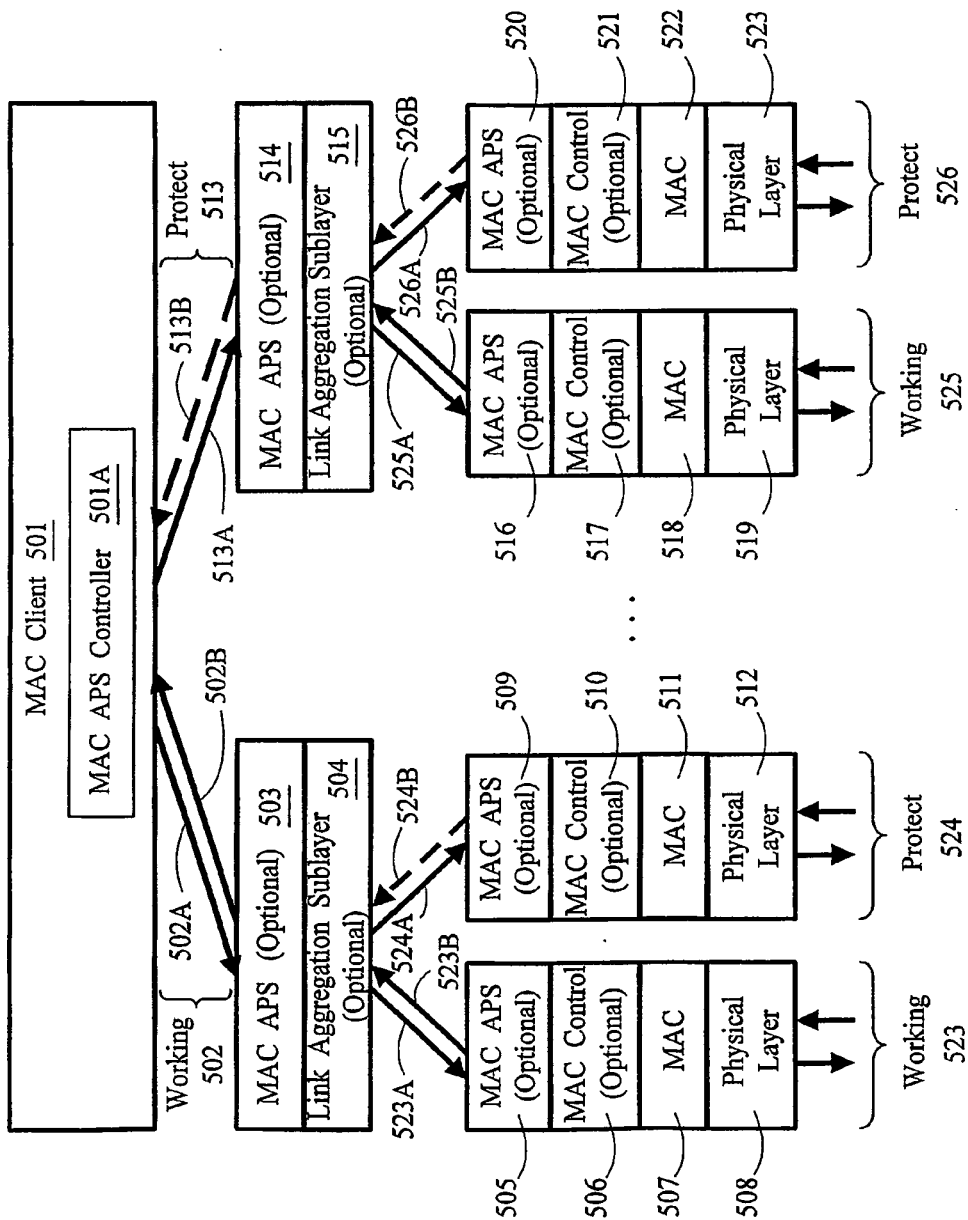 MAC Client 501
MAC APS Controller 501A
Working
502
502A
502B
513A
513B
Protect
513
MAC APS (Optional) 503
Link Aggregation Sublayer
(Optional)
504
MAC APS (Optional) 514
Link Aggregation Sublayer
(Optional)
515
523A
523B
524A
524B
525A
525B
526A
526B
505
MAC APS
(Optional)
506
MAC Control
(Optional)
507
MAC
508
Physical
Layer
Working
523
MAC APS
(Optional)
509
MAC Control
(Optional)
510
MAC
511
Physical
Layer
512
Protect
524
...
516
MAC APS
(Optional)
517
MAC Control
(Optional)
518
MAC
519
Physical
Layer
Working
525
MAC APS
(Optional)
520
MAC Control
(Optional)
521
MAC
522
Physical
Layer
523
Protect
526